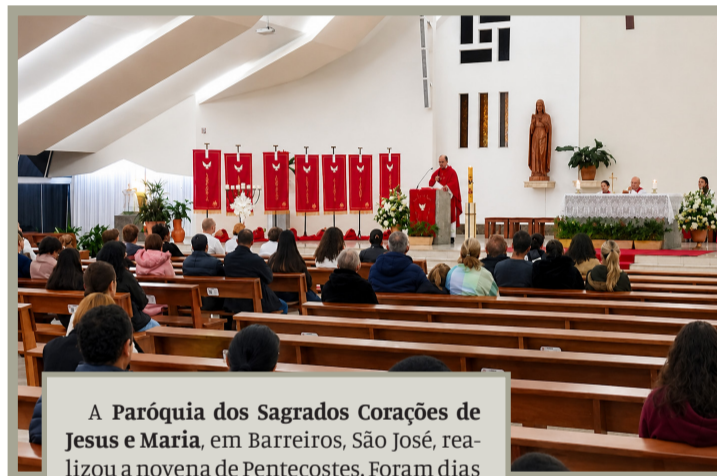 A Paróquia dos Sagrados Corações de
Jesus e Maria, em Barreiros, São José, rea-
lizou a novena de Pentecostes. Foram dias